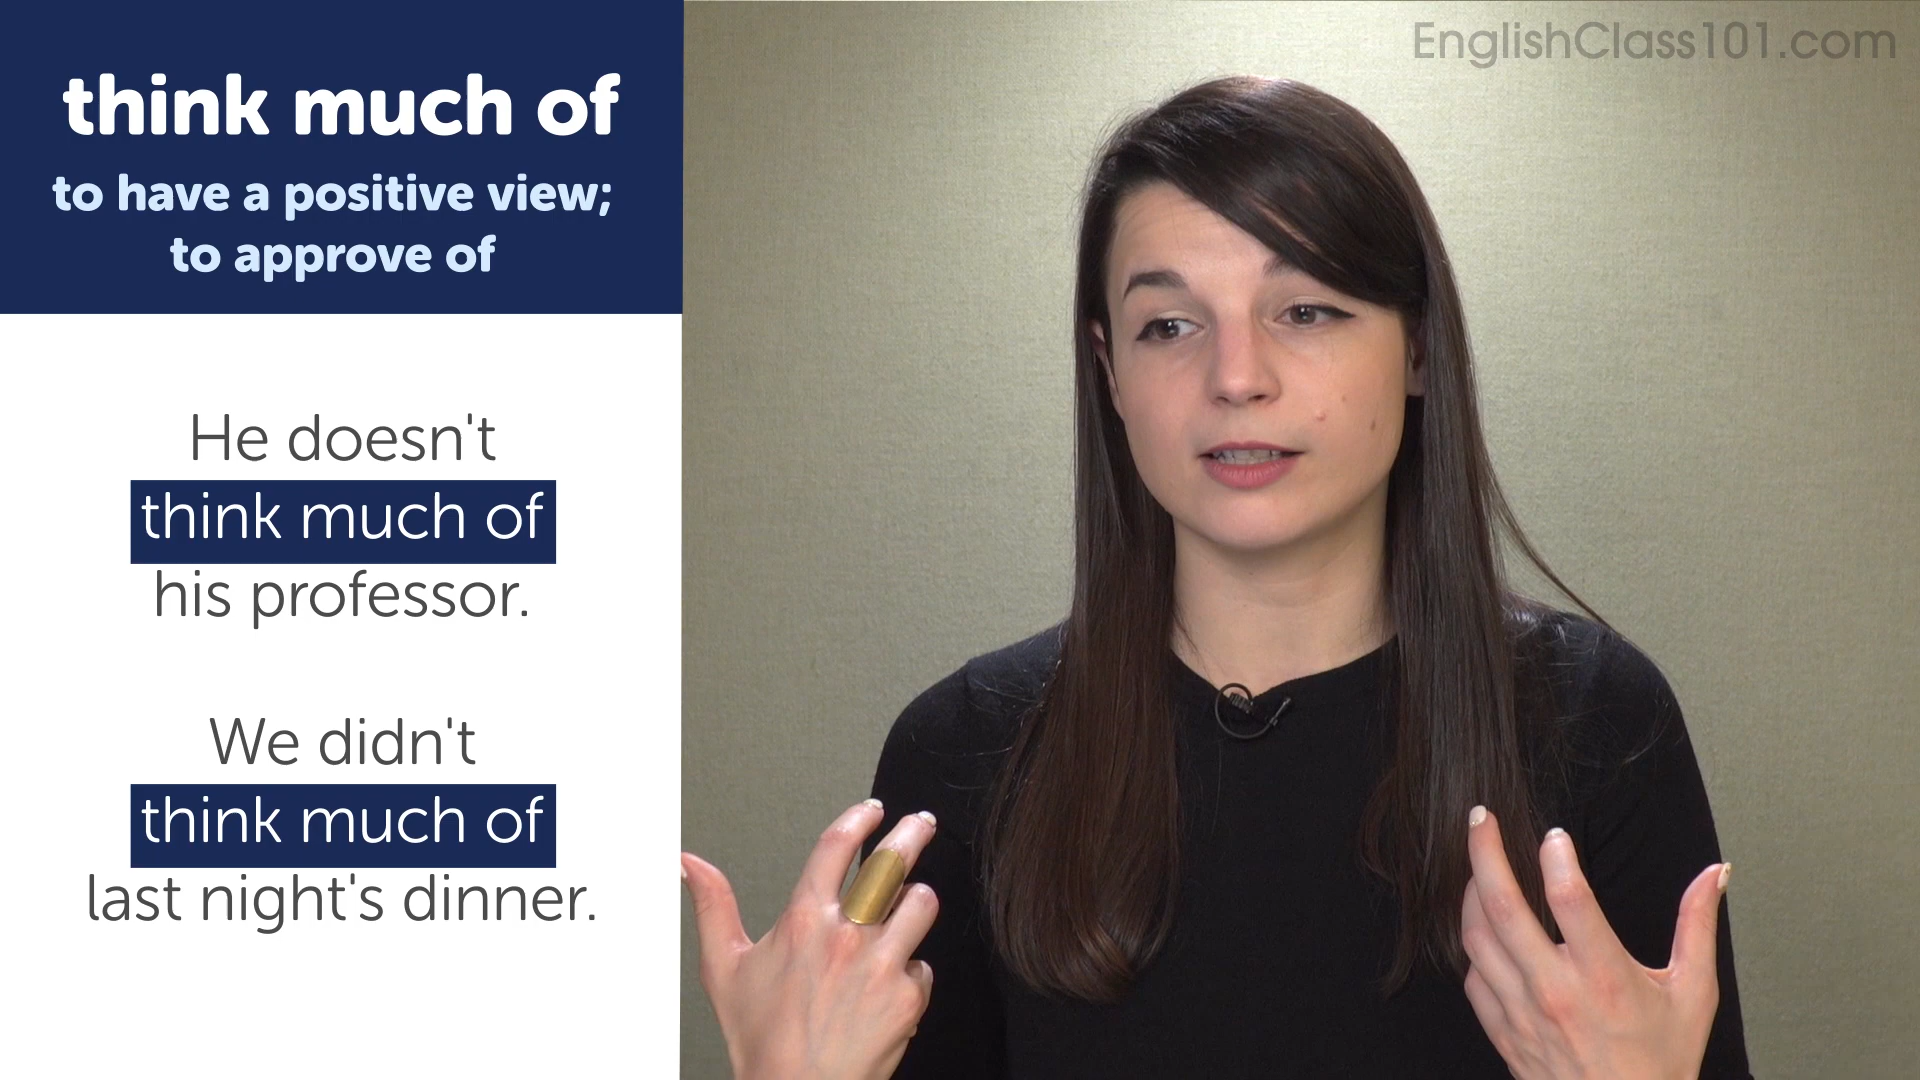 think much of
to have a positive view;
to approve of
He doesn't
think much of
his professor.
We didn't
think much of
last night's dinner.
EnglishClass101.com